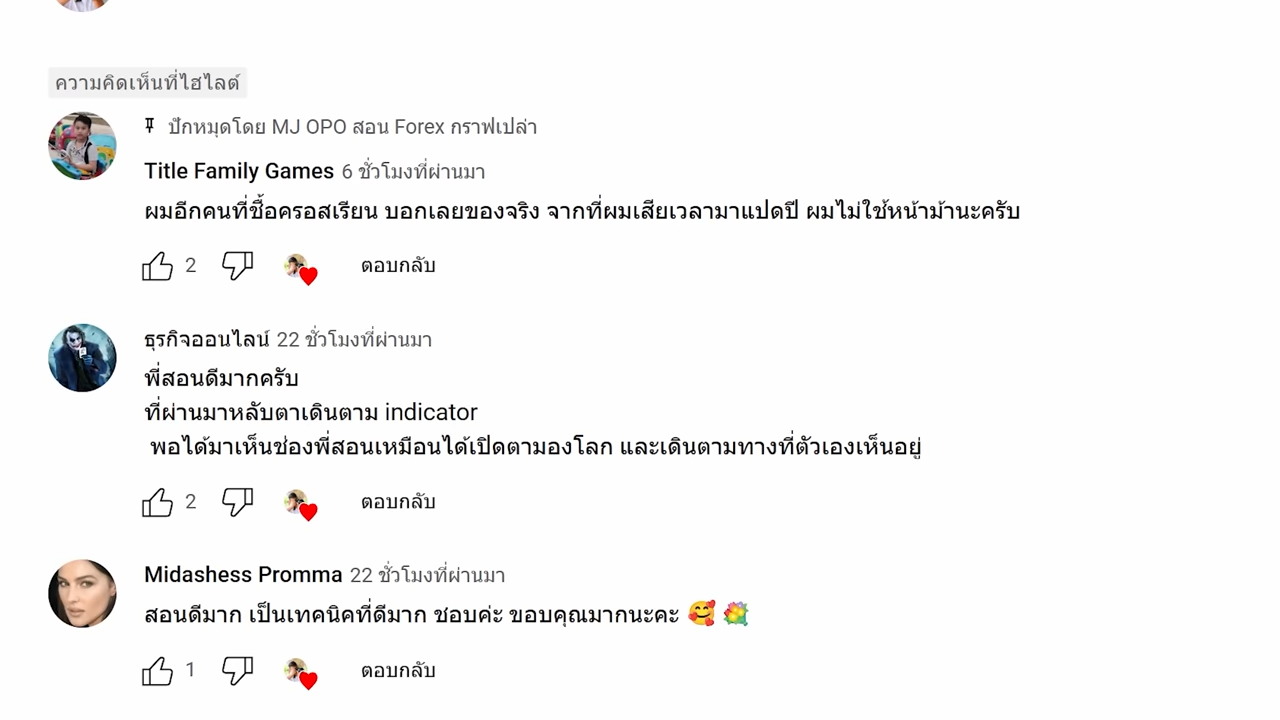 ความคิดเห็นที่ไฮไลต์
ปักหมุดโดย MJ OPO สอน Forex กราฟเปล่า
Title Family Games 6 ชั่วโมงที่ผ่านมา
ผมอีกคนที่ซื้อครอสเรียน บอกเลยของจริง จากที่ผมเสียเวลามาแปดปี ผมไม่ใช้หน้าม้านะครับ
2 ตอบกลับ
ธุรกิจออนไลน์ 22 ชั่วโมงที่ผ่านมา
พี่สอนดีมากครับ
ที่ผ่านมาหลับตาเดินตาม indicator
พอได้มาเห็นช่องพี่สอนเหมือนได้เปิดตามองโลก และเดินตามทางที่ตัวเองเห็นอยู่
2 ตอบกลับ
Midashess Promma 22 ชั่วโมงที่ผ่านมา
สอนดีมาก เป็นเทคนิคที่ดีมาก ชอบค่ะ ขอบคุณมากนะคะ 🥰 💐
1 ตอบกลับ